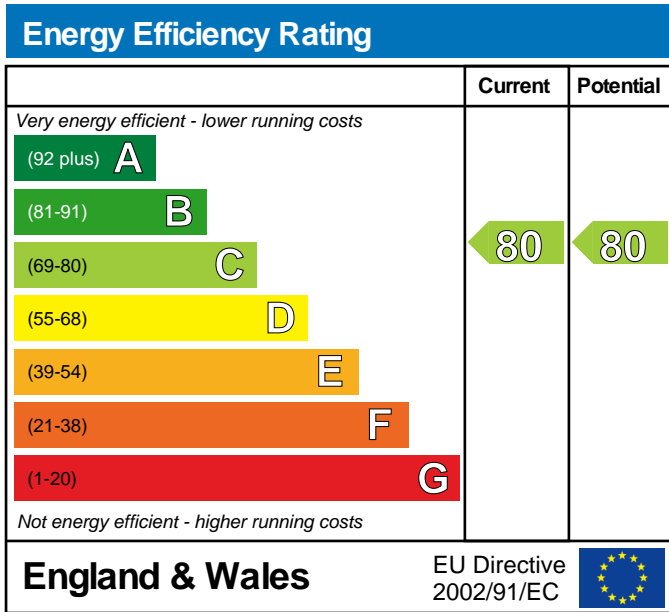 Energy Efficiency Rating
Current Potential
Very energy efficient - lower running costs
(92 plus) A
(81-91) B
(69-80) C
80 80
(55-68) D
(39-54) E
(21-38) F
(1-20) G
Not energy efficient - higher running costs
England & Wales
EU Directive
2002/91/EC